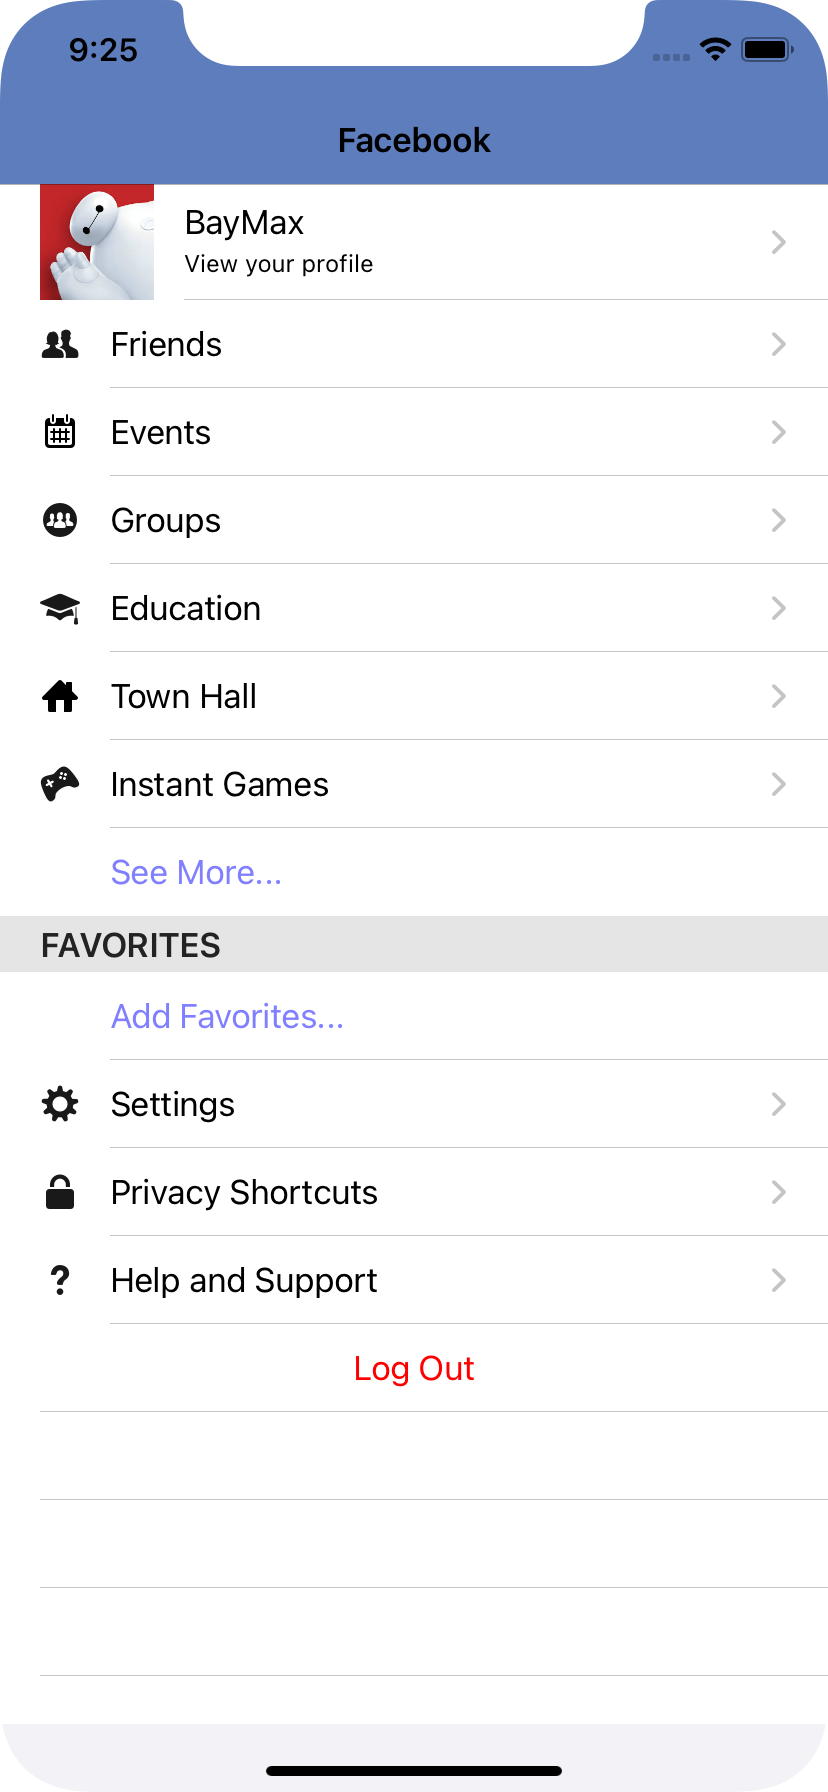 9:25
Facebook
BayMax
View your profile
Friends
Events
Groups
Education
Town Hall
Instant Games
See More...
FAVORITES
Add Favorites...
Settings
Privacy Shortcuts
Help and Support
Log Out